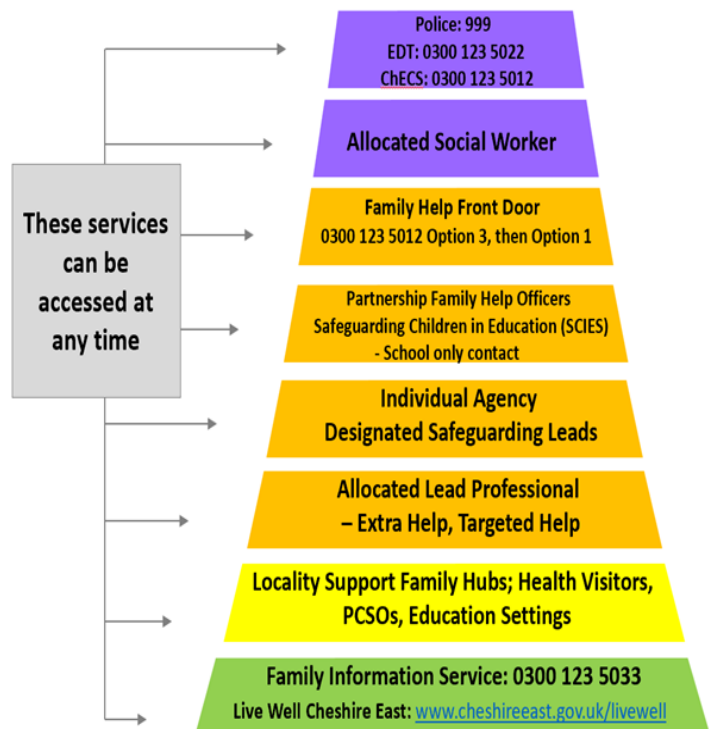 Police: 999
EDT: 0300 123 5022
ChECS: 0300 123 5012
Allocated Social Worker
These services
can be
accessed at
any time
Family Help Front Door
0300 123 5012 Option 3, then Option 1
Partnership Family Help Officers
Safeguarding Children in Education (SCIES)
- School only contact
Individual Agency
Designated Safeguarding Leads
Allocated Lead Professional
– Extra Help, Targeted Help
Locality Support Family Hubs; Health Visitors,
PCSOs, Education Settings
Family Information Service: 0300 123 5033
Live Well Cheshire East: www.cheshireeast.gov.uk/livewell